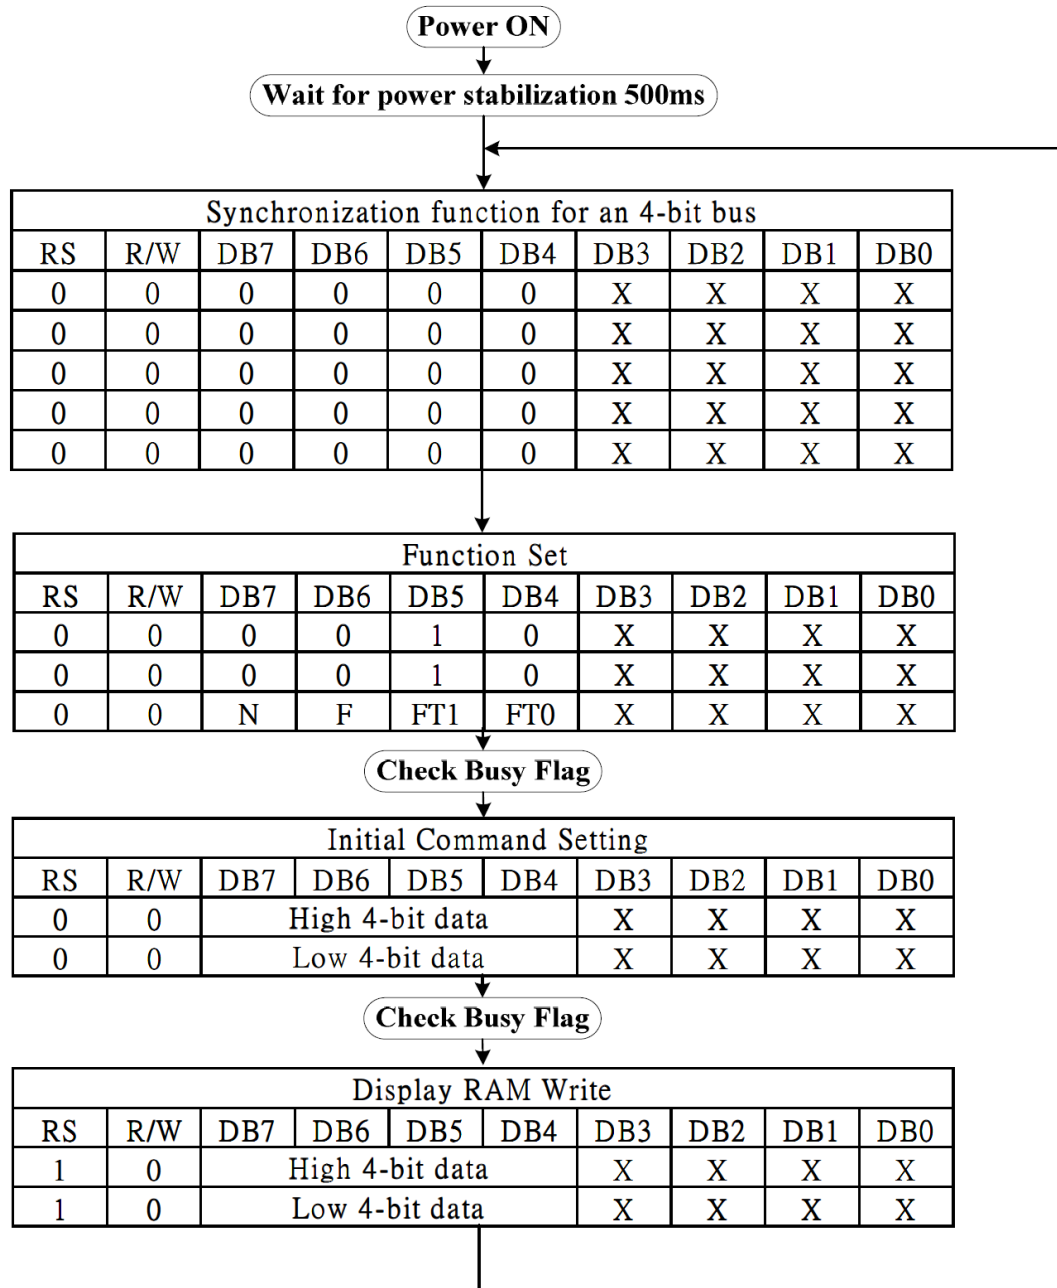 Power ON
Wait for power stabilization 500ms
Synchronization function for an 4-bit bus
RS R/W DB7 DB6 DB5 DB4 DB3 DB2 DB1 DB0
0 0 0 0 0 0 X X X X
0 0 0 0 0 0 X X X X
0 0 0 0 0 0 X X X X
0 0 0 0 0 0 X X X X
0 0 0 0 0 0 X X X X
Function Set
RS R/W DB7 DB6 DB5 DB4 DB3 DB2 DB1 DB0
0 0 0 0 1 0 X X X X
0 0 0 0 1 0 X X X X
0 0 N F FT1 FT0 X X X X
Check Busy Flag
Initial Command Setting
RS R/W DB7 DB6 DB5 DB4 DB3 DB2 DB1 DB0
0 0 High 4-bit data X X X X
0 0 Low 4-bit data X X X X
Check Busy Flag
Display RAM Write
RS R/W DB7 DB6 DB5 DB4 DB3 DB2 DB1 DB0
1 0 High 4-bit data X X X X
1 0 Low 4-bit data X X X X